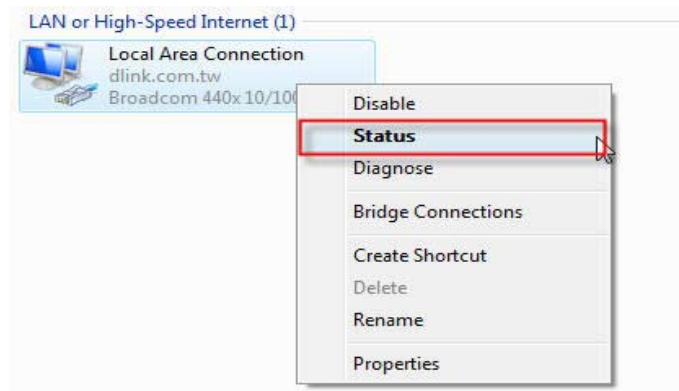 LAN or High-Speed Internet (1)
Local Area Connection
dlink.com.tw
Broadcom 440x 10/100
Disable
Status
Diagnose
Bridge Connections
Create Shortcut
Delete
Rename
Properties